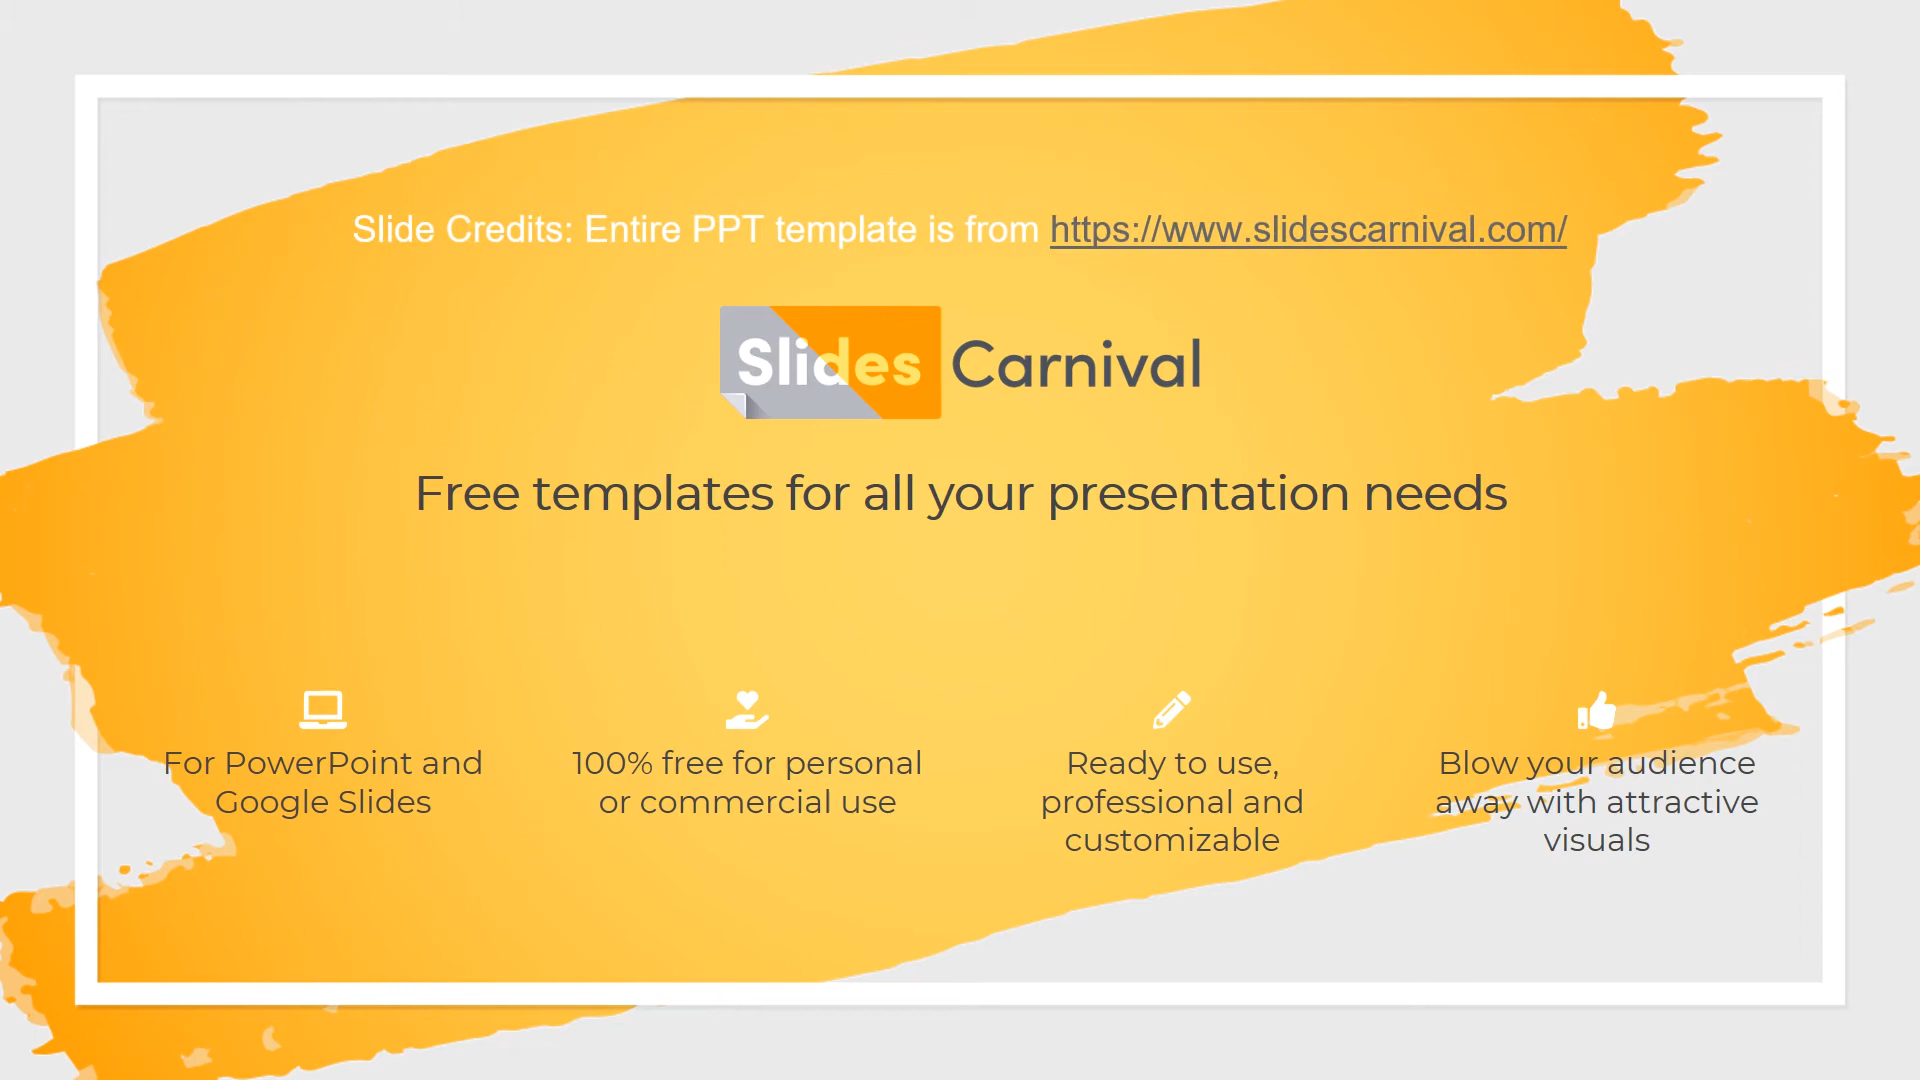 Slide Credits: Entire PPT template is from https://www.slidescarnival.com/
Slides Carnival
Free templates for all your presentation needs
For PowerPoint and
Google Slides
100% free for personal
or commercial use
Ready to use,
professional and
customizable
Blow your audience
away with attractive
visuals